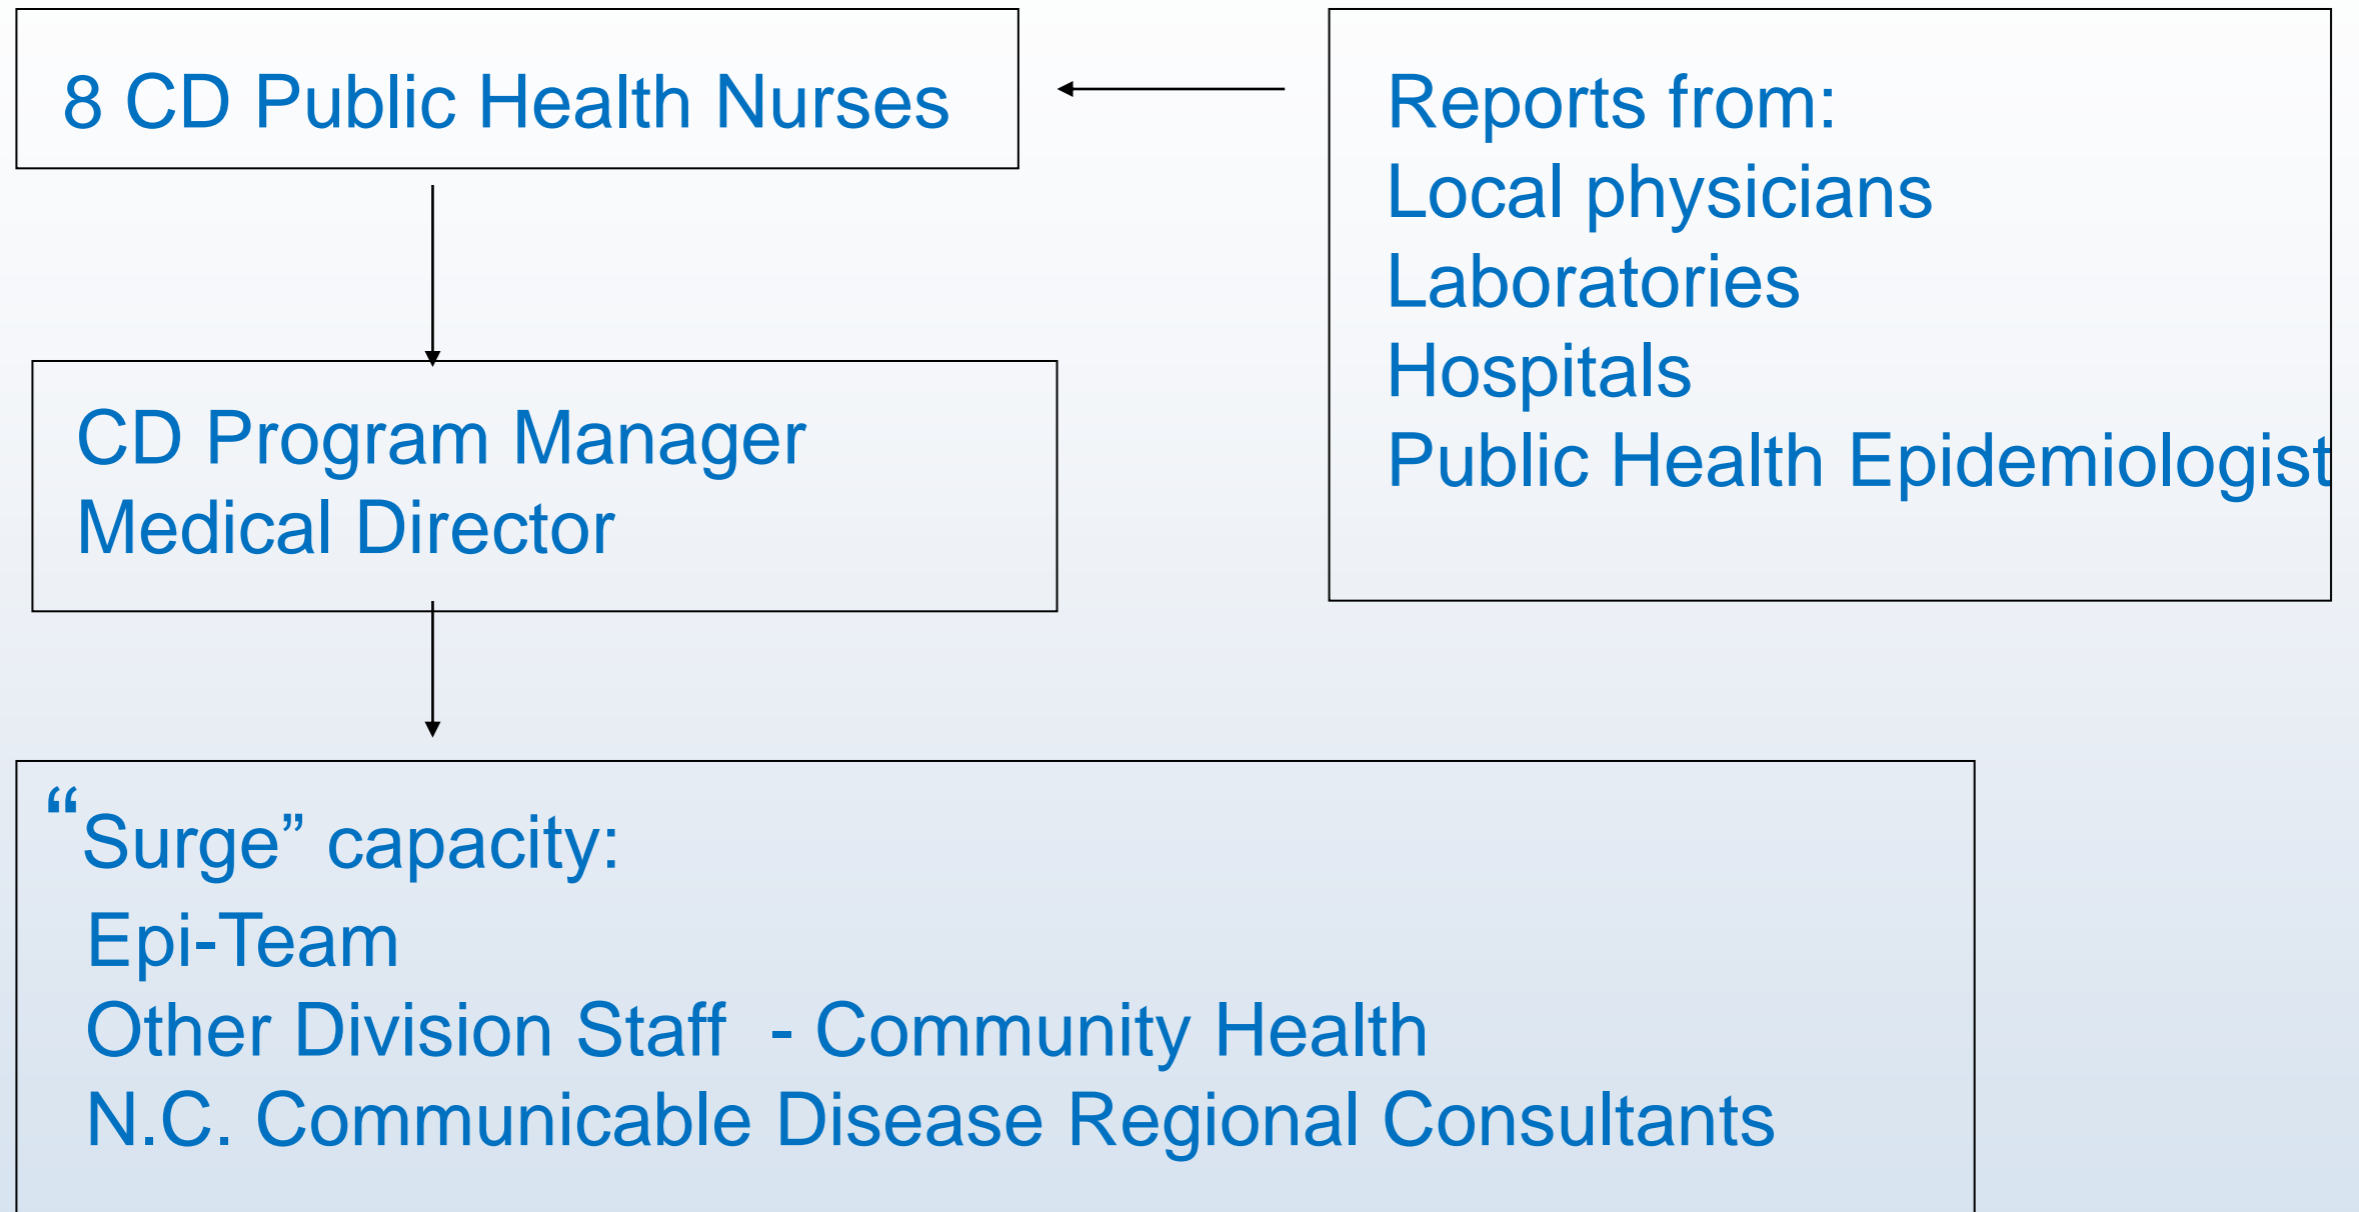 8 CD Public Health Nurses
Reports from:
Local physicians
Laboratories
Hospitals
Public Health Epidemiologist
CD Program Manager
Medical Director
“Surge” capacity:
Epi-Team
Other Division Staff  - Community Health
N.C. Communicable Disease Regional Consultants